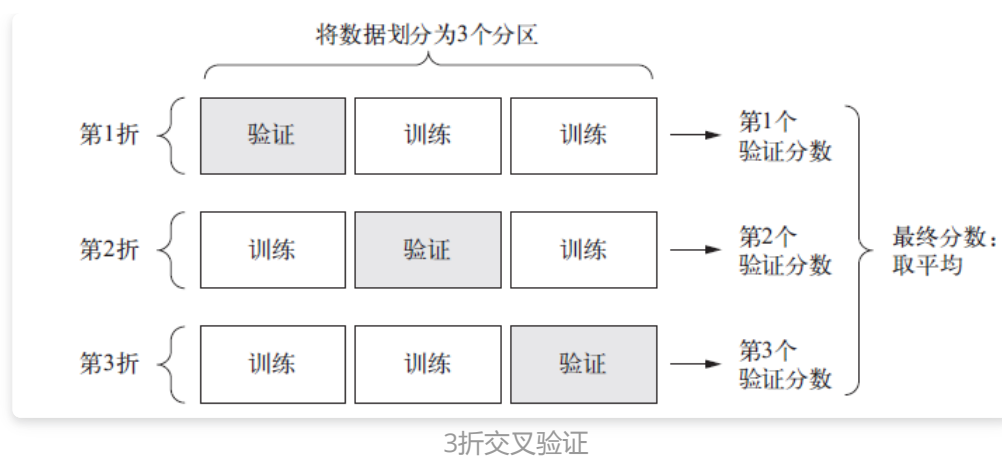 将数据划分为3个分区
第1折
验证
训练
训练
第1个
验证分数
第2折
训练
验证
训练
第2个
验证分数
最终分数：
取平均
第3折
训练
训练
验证
第3个
验证分数
3折交叉验证